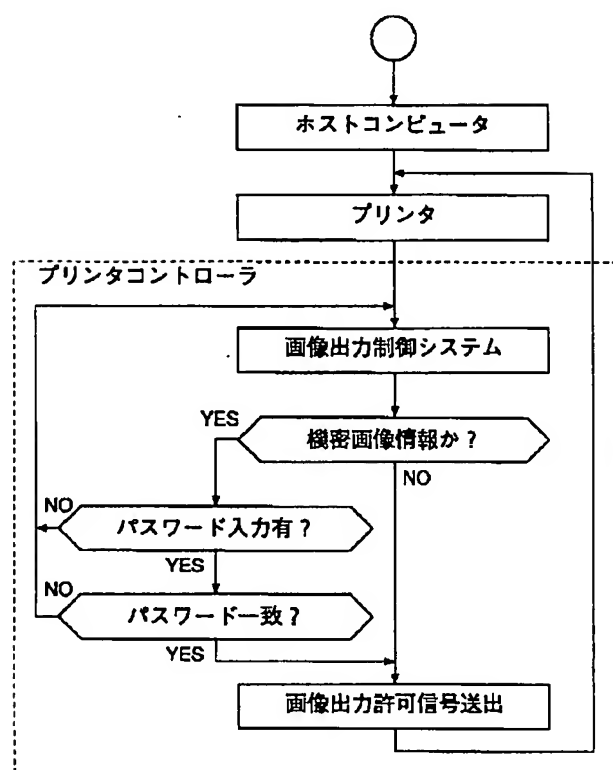 ホストコンピュータ
プリンタ
プリンタコントローラ
画像出力制御システム
YES
機密画像情報か？
NO
NO
パスワード入力有？
YES
NO
パスワード一致？
YES
画像出力許可信号送出